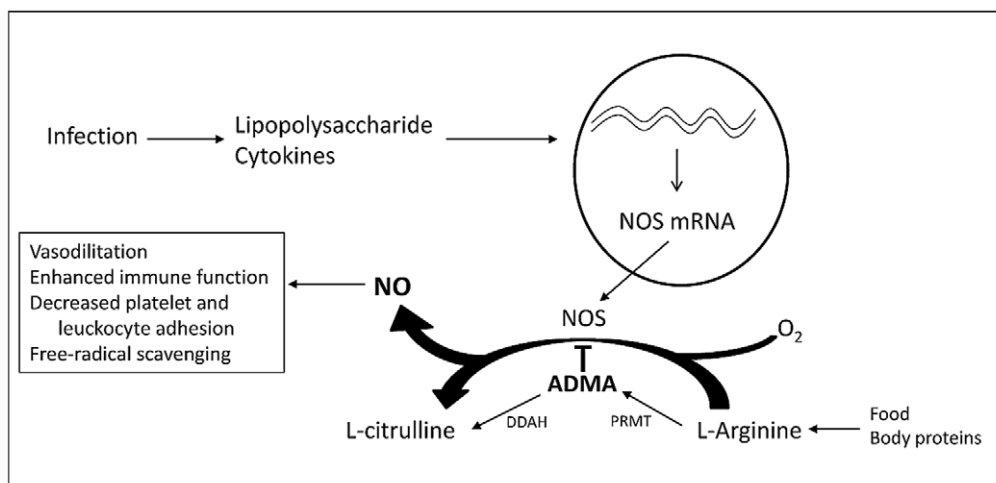 Infection
Lipopolysaccharide
Cytokines
NOS mRNA
Vasodilitation
Enhanced immune function
Decreased platelet and
leuckocyte adhesion
Free-radical scavenging
NO
NOS
O2
ADMA
L-citrulline
DDAH
PRMT
L-Arginine
Food
Body proteins